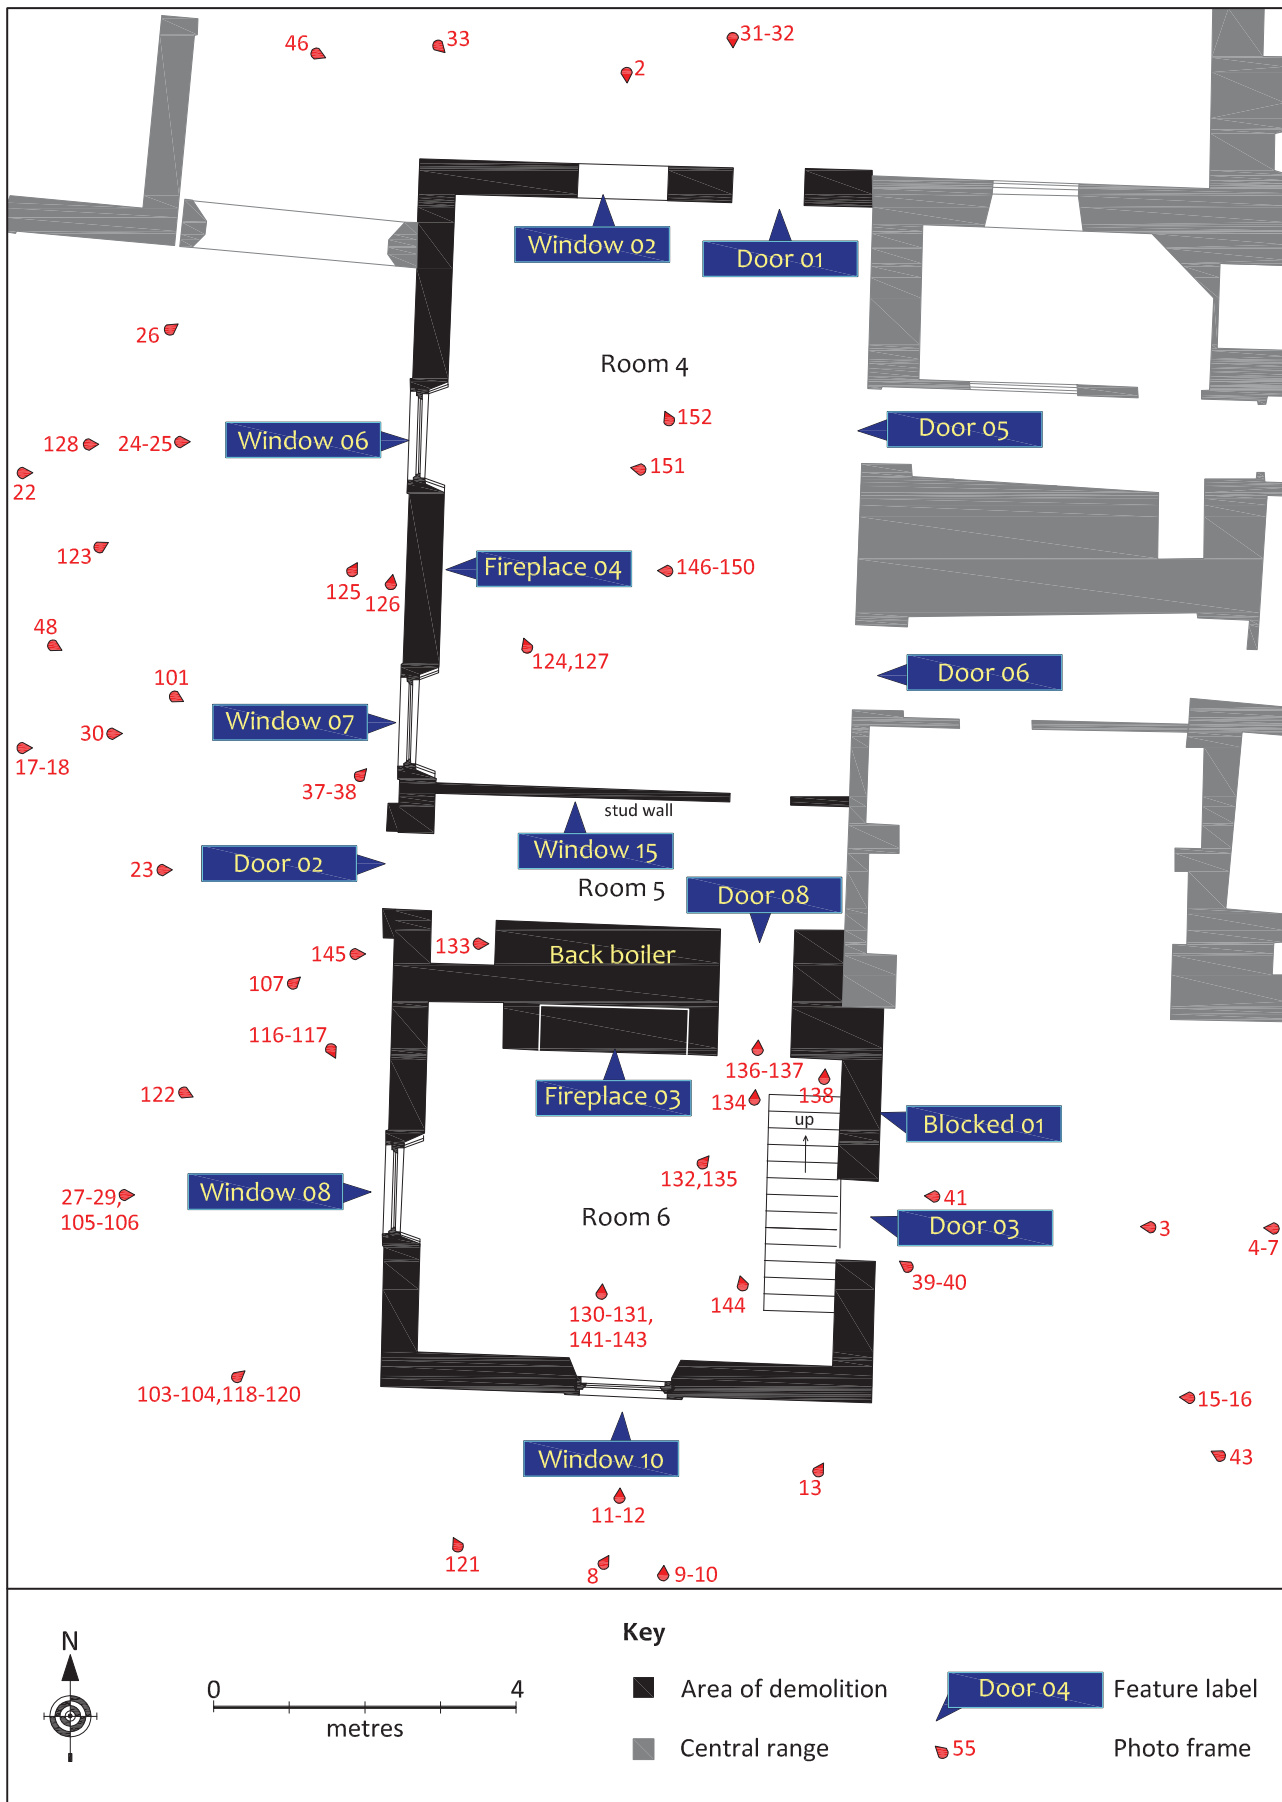 46
33
31-32
2
Window 02
Door 01
26
Room 4
152
Door 05
128
24-25
Window 06
151
22
123
125
126
Fireplace 04
146-150
48
124,127
Door 06
101
30
Window 07
17-18
37-38
stud wall
Window 15
23
Door 02
Room 5
Door 08
133
Back boiler
145
107
116-117
136-137
138
122
Fireplace 03
134
up
Blocked 01
132,135
27-29,
105-106
Window 08
Room 6
41
Door 03
3
4-7
39-40
144
130-131,
141-143
103-104,118-120
15-16
Window 10
43
13
11-12
121
8
9-10
N
0
4
metres
Key
Area of demolition
Door 04
Feature label
Central range
55
Photo frame